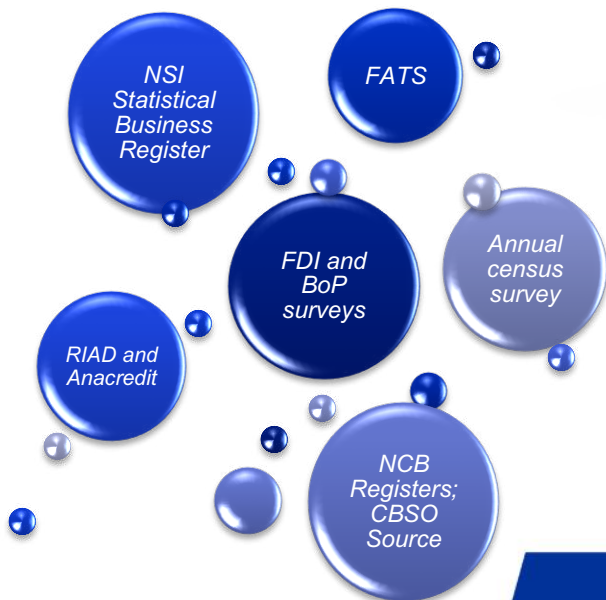 NSI
Statistical
Business
Register
FATS
FDI and
BoP
surveys
Annual
census
survey
RIAD and
Anacredit
NCB
Registers;
CBSO
Source